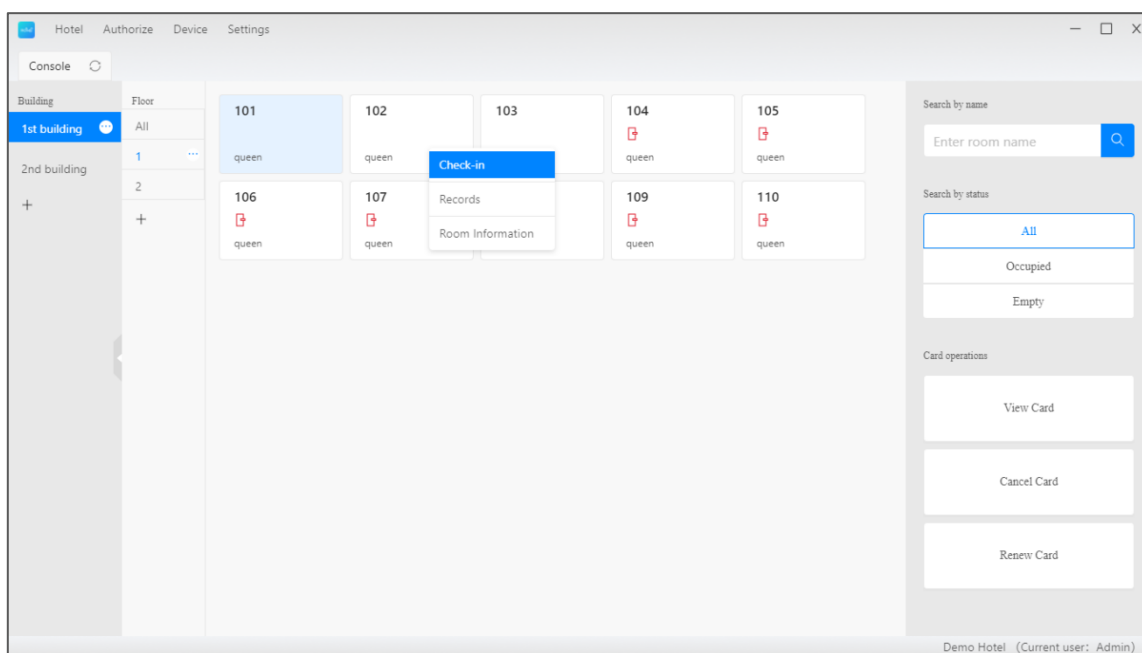 Hotel Authorize Device Settings
Console
Building
1st building
2nd building
+
Floor
All
1
2
+
101
queen
102
queen
103
104
queen
105
queen
106
queen
107
queen
109
queen
110
queen
Check-in
Records
Room Information
Search by name
Enter room name
Search by status
All
Occupied
Empty
Card operations
View Card
Cancel Card
Renew Card
Demo Hotel (Current user: Admin)